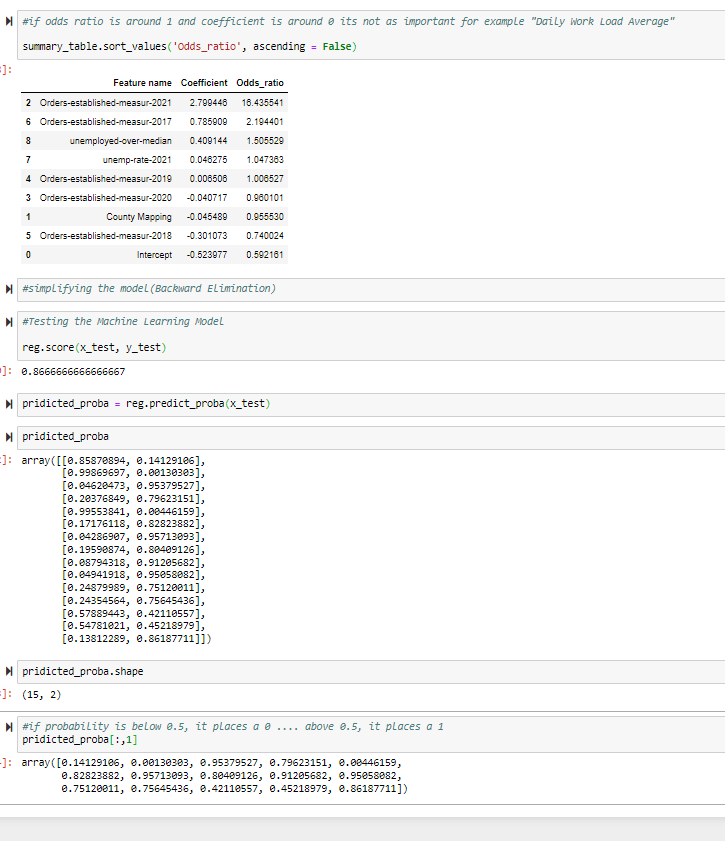 #if odds ratio is around 1 and coefficient is around 0 its not as important for example "Daily Work Load Average"
summary_table.sort_values('Odds_ratio', ascending = False)
]:
Feature name Coefficient Odds_ratio
2 Orders-established-measur-2021 2.799446 16.435541
6 Orders-established-measur-2017 0.785909 2.194401
8 unemployed-over-median 0.409144 1.505529
7 unemp-rate-2021 0.046275 1.047363
4 Orders-established-measur-2019 0.006506 1.006527
3 Orders-established-measur-2020 -0.040717 0.960101
1 County Mapping -0.045489 0.955530
5 Orders-established-measur-2018 -0.301073 0.740024
0 Intercept -0.523977 0.592161
#simplifying the model(Backward Elimination)
#Testing the Machine Learning Model
reg.score(x_test, y_test)
]: 0.8666666666666667
pridicted_proba = reg.predict_proba(x_test)
pridicted_proba
]: array([[0.85870894, 0.14129106],
[0.99869697, 0.00130303],
[0.04620473, 0.95379527],
[0.20376849, 0.79623151],
[0.99553841, 0.00446159],
[0.17176118, 0.82823882],
[0.04286907, 0.95713093],
[0.19590874, 0.80409126],
[0.08794318, 0.91205682],
[0.04941918, 0.95058082],
[0.24879989, 0.75120011],
[0.24354564, 0.75645436],
[0.57889443, 0.42110557],
[0.54781021, 0.45218979],
[0.13812289, 0.86187711]])
pridicted_proba.shape
]: (15, 2)
#if probability is below 0.5, it places a 0 .... above 0.5, it places a 1
pridicted_proba[:,1]
]: array([0.14129106, 0.00130303, 0.95379527, 0.79623151, 0.00446159,
0.82823882, 0.95713093, 0.80409126, 0.91205682, 0.95058082,
0.75120011, 0.75645436, 0.42110557, 0.45218979, 0.86187711])